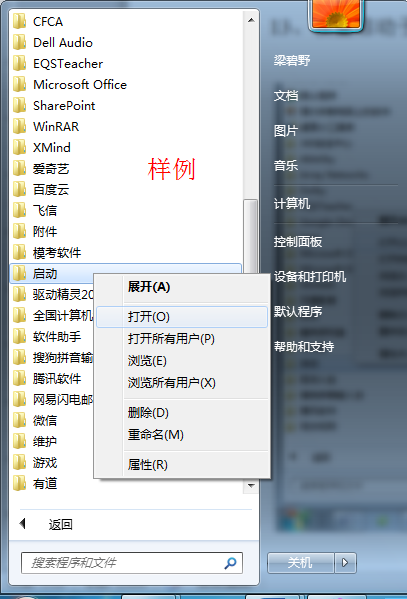 CFCA
Dell Audio
EQSTeacher
Microsoft Office
SharePoint
WinRAR
XMind
爱奇艺
百度云
飞信
附件
模考软件
启动
驱动精灵20
全国计算机
软件助手
搜狗拼音输
腾讯软件
网易闪电邮
微信
维护
游戏
有道
返回
搜索程序和文件
样例
展开(A)
打开(O)
打开所有用户(P)
浏览(E)
浏览所有用户(X)
删除(D)
重命名(M)
属性(R)
梁碧野
文档
图片
音乐
计算机
控制面板
设备和打印机
默认程序
帮助和支持
关机